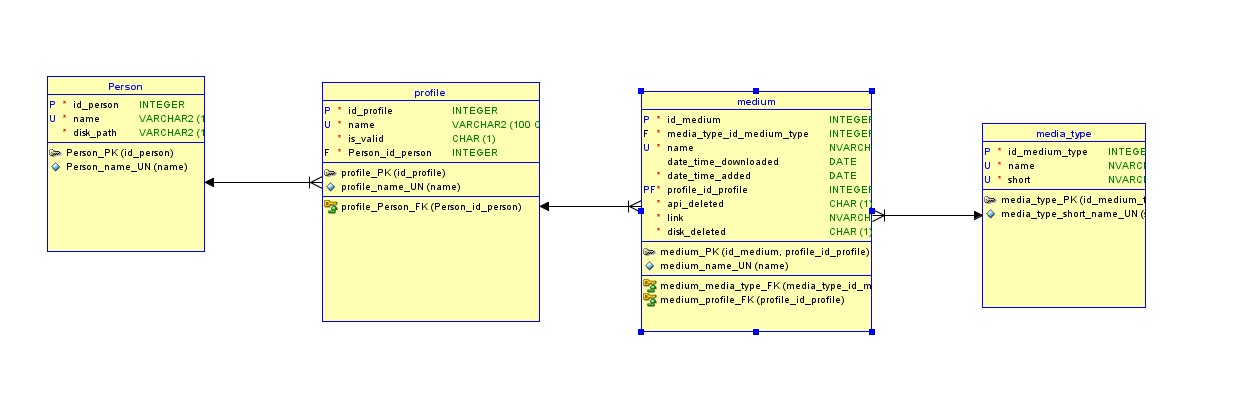 Person
P * id_person INTEGER
U * name VARCHAR2 (1
* disk_path VARCHAR2 (1
Person_PK (id_person)
Person_name_UN (name)
profile
P * id_profile INTEGER
U * name VARCHAR2 (100 C
* is_valid CHAR (1)
F * Person_id_person INTEGER
profile_PK (id_profile)
profile_name_UN (name)
profile_Person_FK (Person_id_person)
medium
P * id_medium INTEGER
F * media_type_id_medium_type INTEGER
U * name NVARCH
date_time_downloaded DATE
* date_time_added DATE
PF* profile_id_profile INTEGER
* api_deleted CHAR (1)
* link NVARCH
* disk_deleted CHAR (1)
medium_PK (id_medium, profile_id_profile)
medium_name_UN (name)
medium_media_type_FK (media_type_id_m
medium_profile_FK (profile_id_profile)
media_type
P * id_medium_type INTEGE
U * name NVARC
U * short NVARC
media_type_PK (id_medium_t
media_type_short_name_UN (s